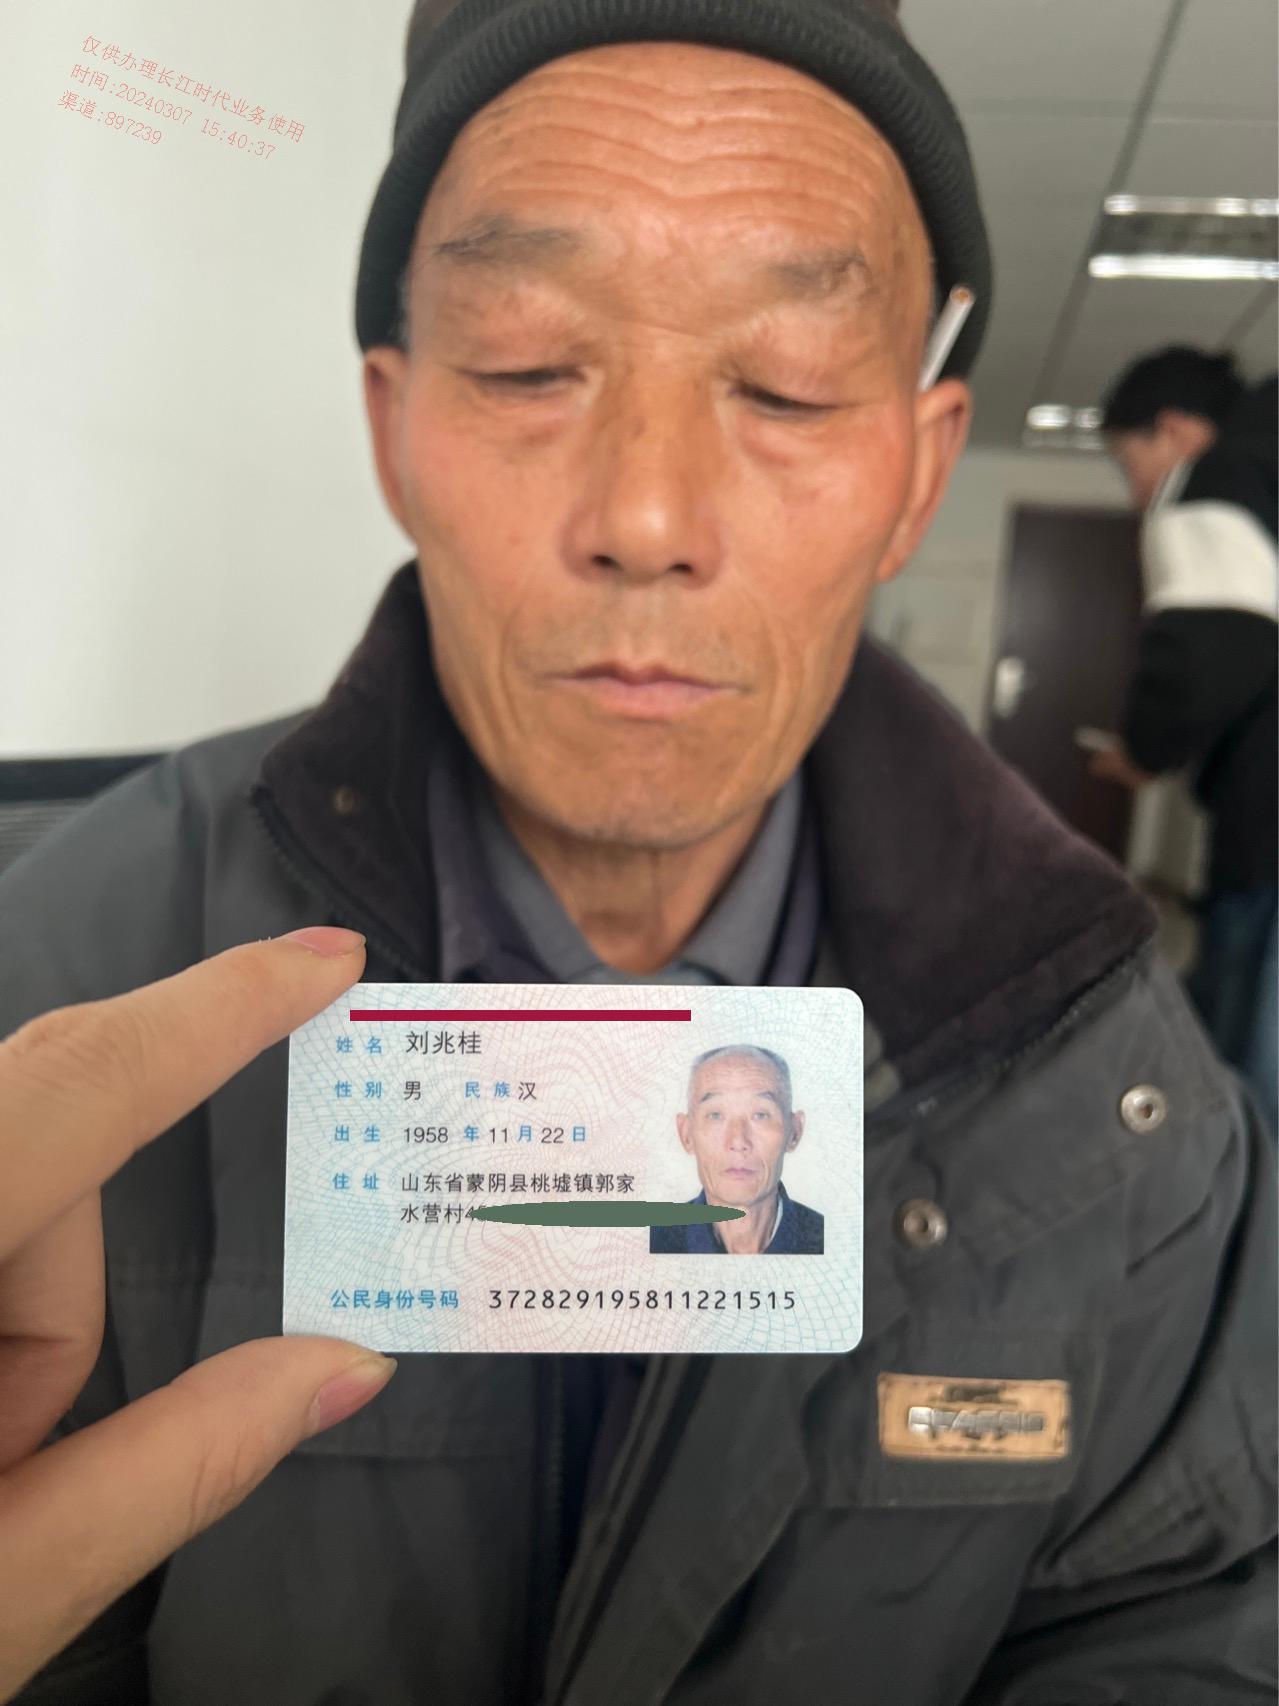 仅供办理长江时代业务使用
时间:20240307 15:40:37
渠道:897239
姓名 刘兆桂
性别 男 民族 汉
出生 1958 年 11 月 22 日
住址 山东省蒙阴县桃墟镇郭家
水营村
公民身份号码 372829195811221515